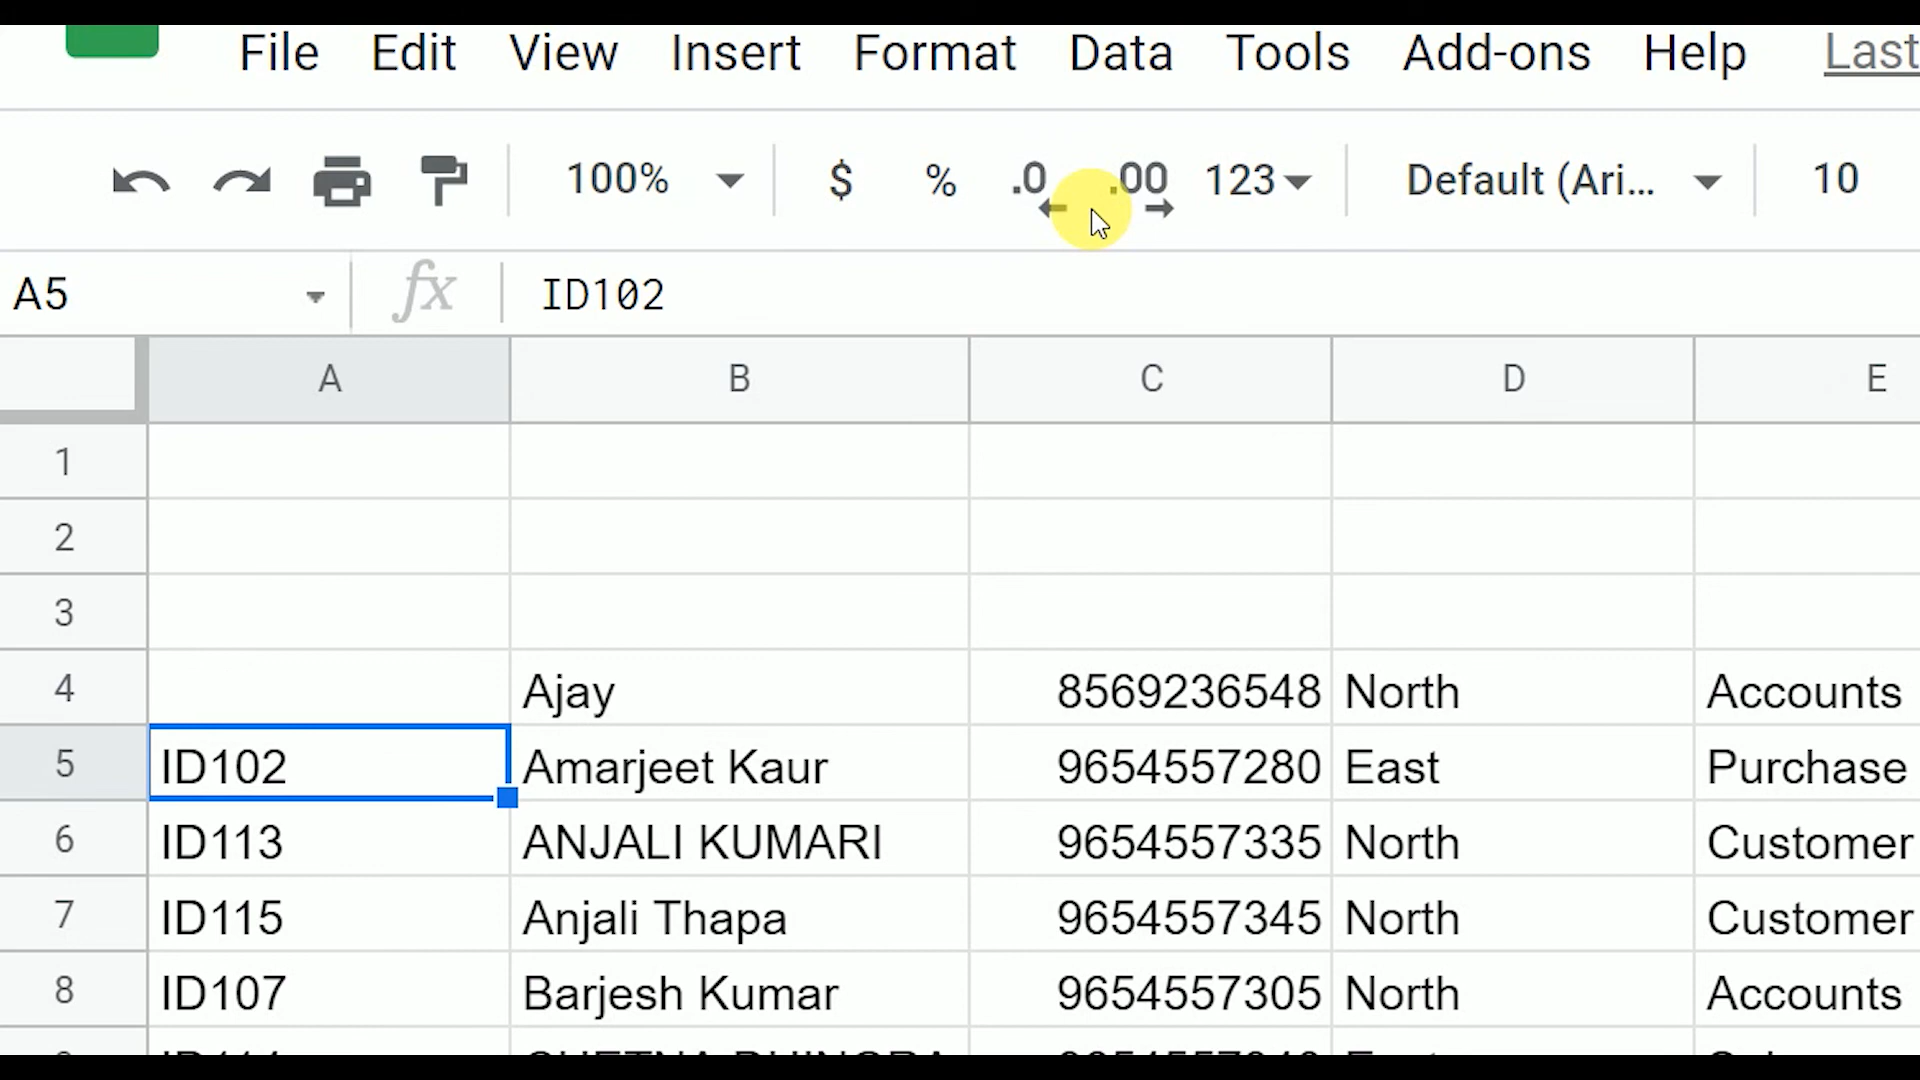 File Edit View Insert Format Data Tools Add-ons Help Last
100% $ % .0 .00 123 Default (Ari... 10
A5 fx ID102
A B C D E
1
2
3
4 Ajay 8569236548 North Accounts
5 ID102 Amarjeet Kaur 9654557280 East Purchase
6 ID113 ANJALI KUMARI 9654557335 North Customer
7 ID115 Anjali Thapa 9654557345 North Customer
8 ID107 Barjesh Kumar 9654557305 North Accounts